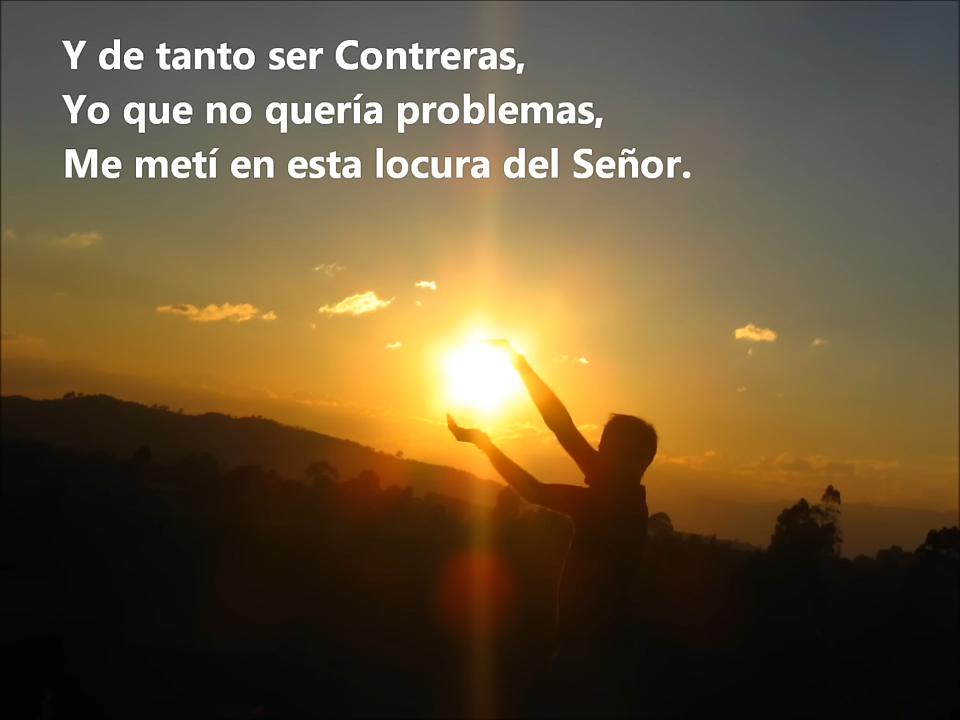 Y de tanto ser Contreras,
Yo que no quería problemas,
Me metí en esta locura del Señor.